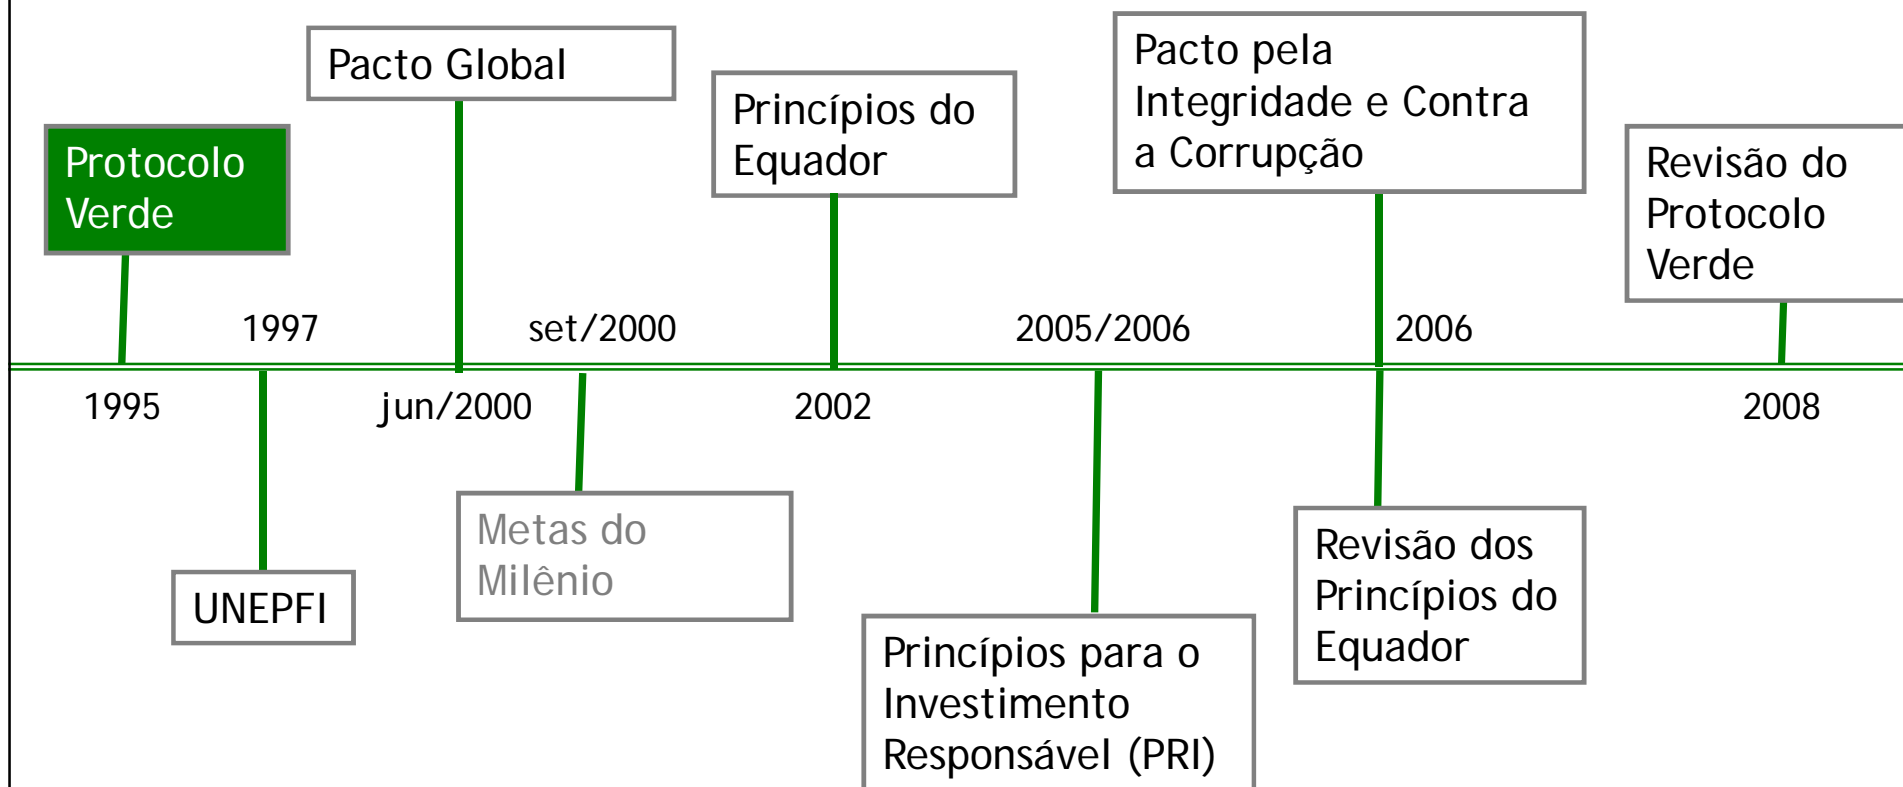 Pacto Global
Pacto pela
Integridade e Contra
a Corrupção
Princípios do
Equador
Protocolo
Verde
Revisão do
Protocolo
Verde
1997
set/2000
2005/2006
2006
1995
jun/2000
2002
2008
Metas do
Milênio
UNEPFI
Revisão dos
Princípios do
Equador
Princípios para o
Investimento
Responsável (PRI)